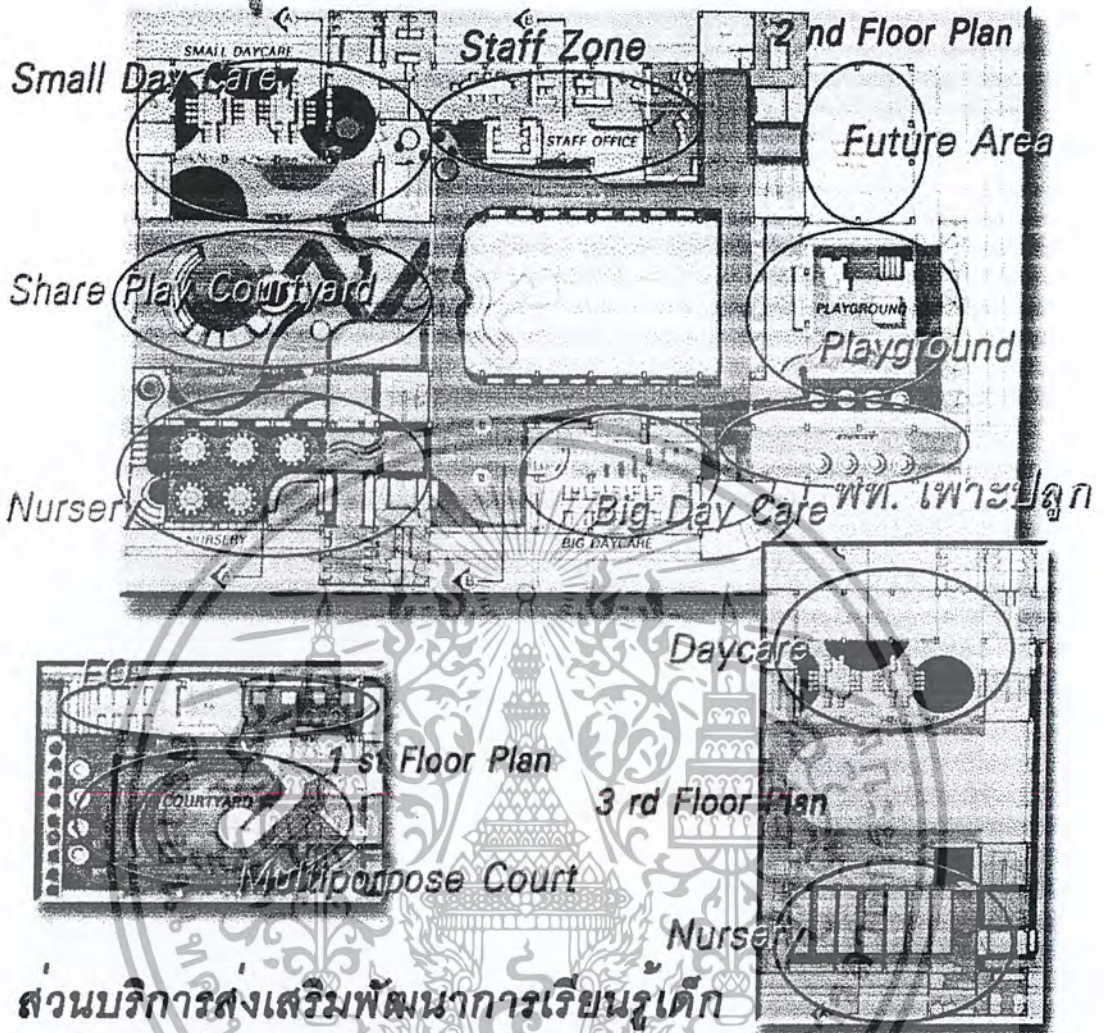 2 nd Floor Plan
SMALL DAYCARE
Staff Zone
Small Day Care
STAFF OFFICE
Future Area
Share Play Courtyard
PLAYGROUND
Playground
Nursery
NURSERY
Big Day Care
BIG DAYCARE
พท. เพาะปลูก
Daycare
1 st Floor Plan
COURTYARD
3 rd Floor Plan
Multiporpose Court
Nursery
ส่วนบริการส่งเสริมพัฒนาการเรียนรู้เด็ก